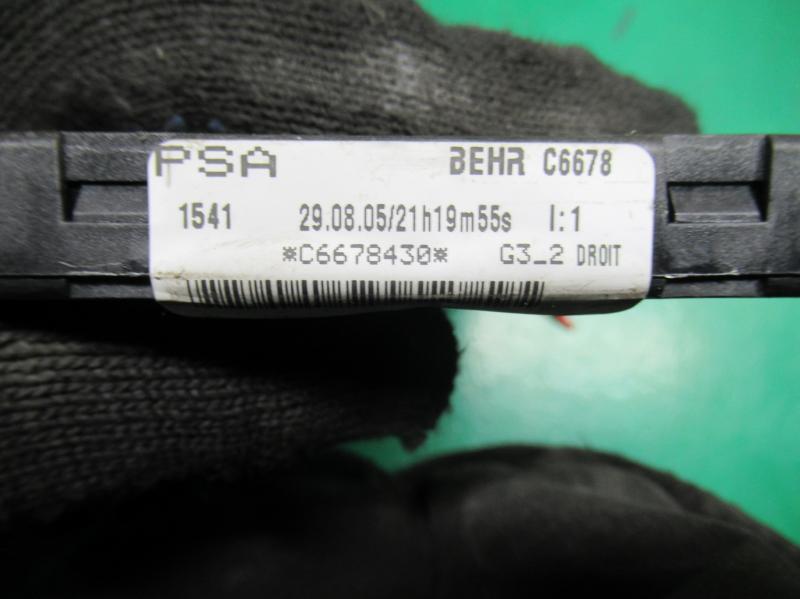 PSA BEHR C6678
1541 29.08.05/21h19m55s I:1
*C6678430* G3_2 DROIT